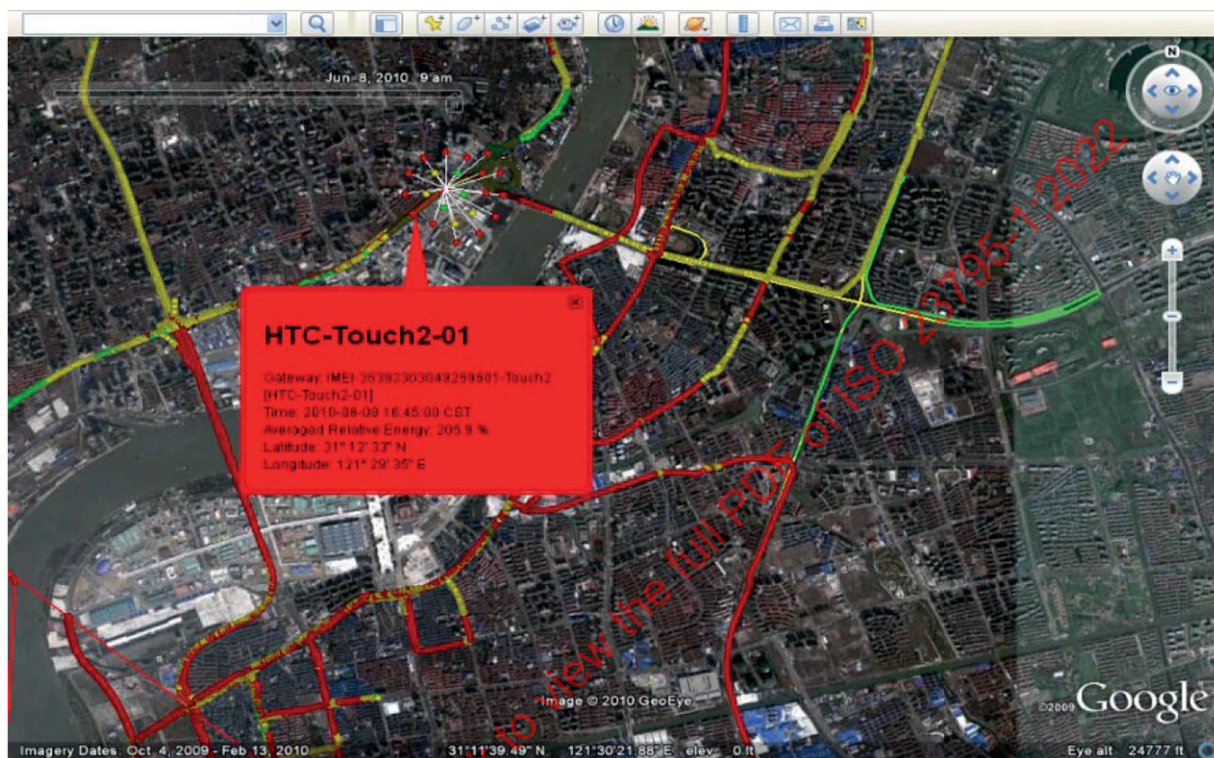 Jun 8, 2010 9 am
N
HTC-Touch2-01
Gateway: IMEI-35392303049259501-Touch2
[HTC-Touch2-01]
Time: 2010-06-09 16:45:00 CST
Averaged Relative Energy: 205.9 %
Latitude: 31° 12' 33" N
Longitude: 121° 29' 35" E
to view the full PDF of ISO 23795-1:2022
Image © 2010 GeoEye
©2009 Google
Imagery Dates: Oct 4, 2009 - Feb 13, 2010
31°11'39.49" N 121°30'21.88" E elev 0 ft
Eye alt 24777 ft